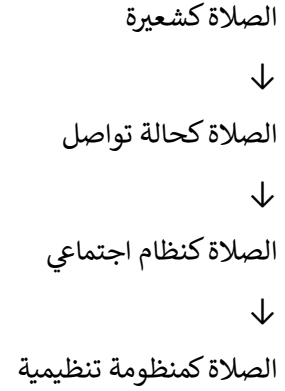 الصلاة كشعيرة
↓
الصلاة كحالة تواصل
↓
الصلاة كنظام اجتماعي
↓
الصلاة كمنظومة تنظيمية